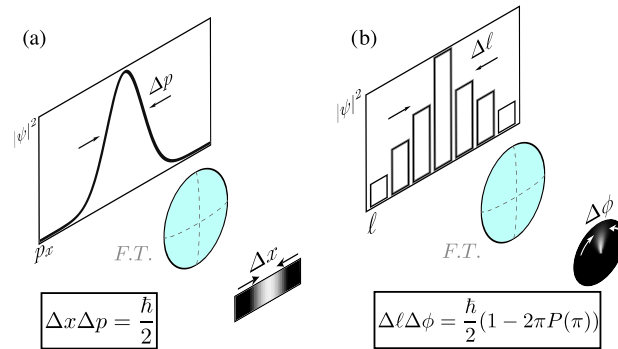 (a)
|ψ|²
Δp
p_x
F.T.
Δx
ΔxΔp = ħ/2
(b)
|ψ|²
Δℓ
ℓ
F.T.
Δϕ
ΔℓΔϕ = ħ/2 (1 − 2πP(π))